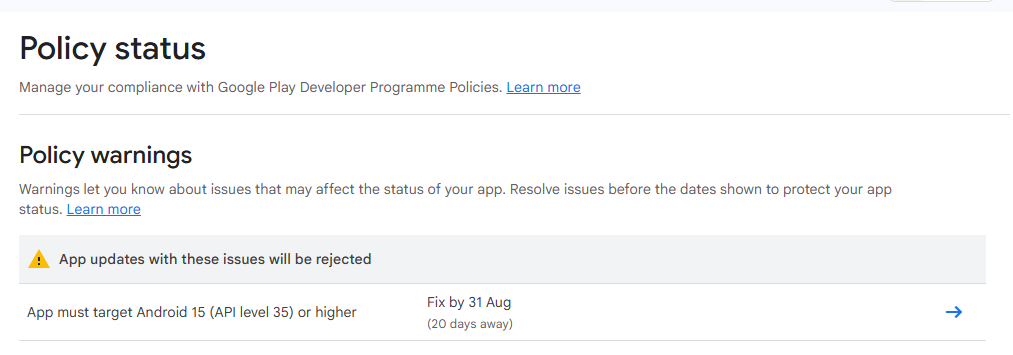 Policy status
Manage your compliance with Google Play Developer Programme Policies. Learn more
Policy warnings
Warnings let you know about issues that may affect the status of your app. Resolve issues before the dates shown to protect your app
status. Learn more
App updates with these issues will be rejected
App must target Android 15 (API level 35) or higher
Fix by 31 Aug
(20 days away)